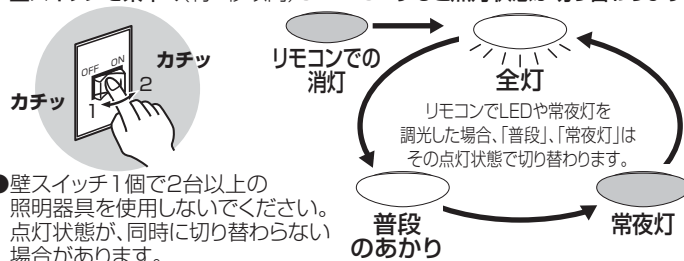 OFF ON
カチッ
カチッ
1
2
リモコンでの
消灯
全灯
リモコンでLEDや常夜灯を
調光した場合、「普段」、「常夜灯」は
その点灯状態で切り替わります。
●壁スイッチ1個で2台以上の
照明器具を使用しないでください。
点灯状態が、同時に切り替わらない
場合があります。
普段
のあかり
常夜灯